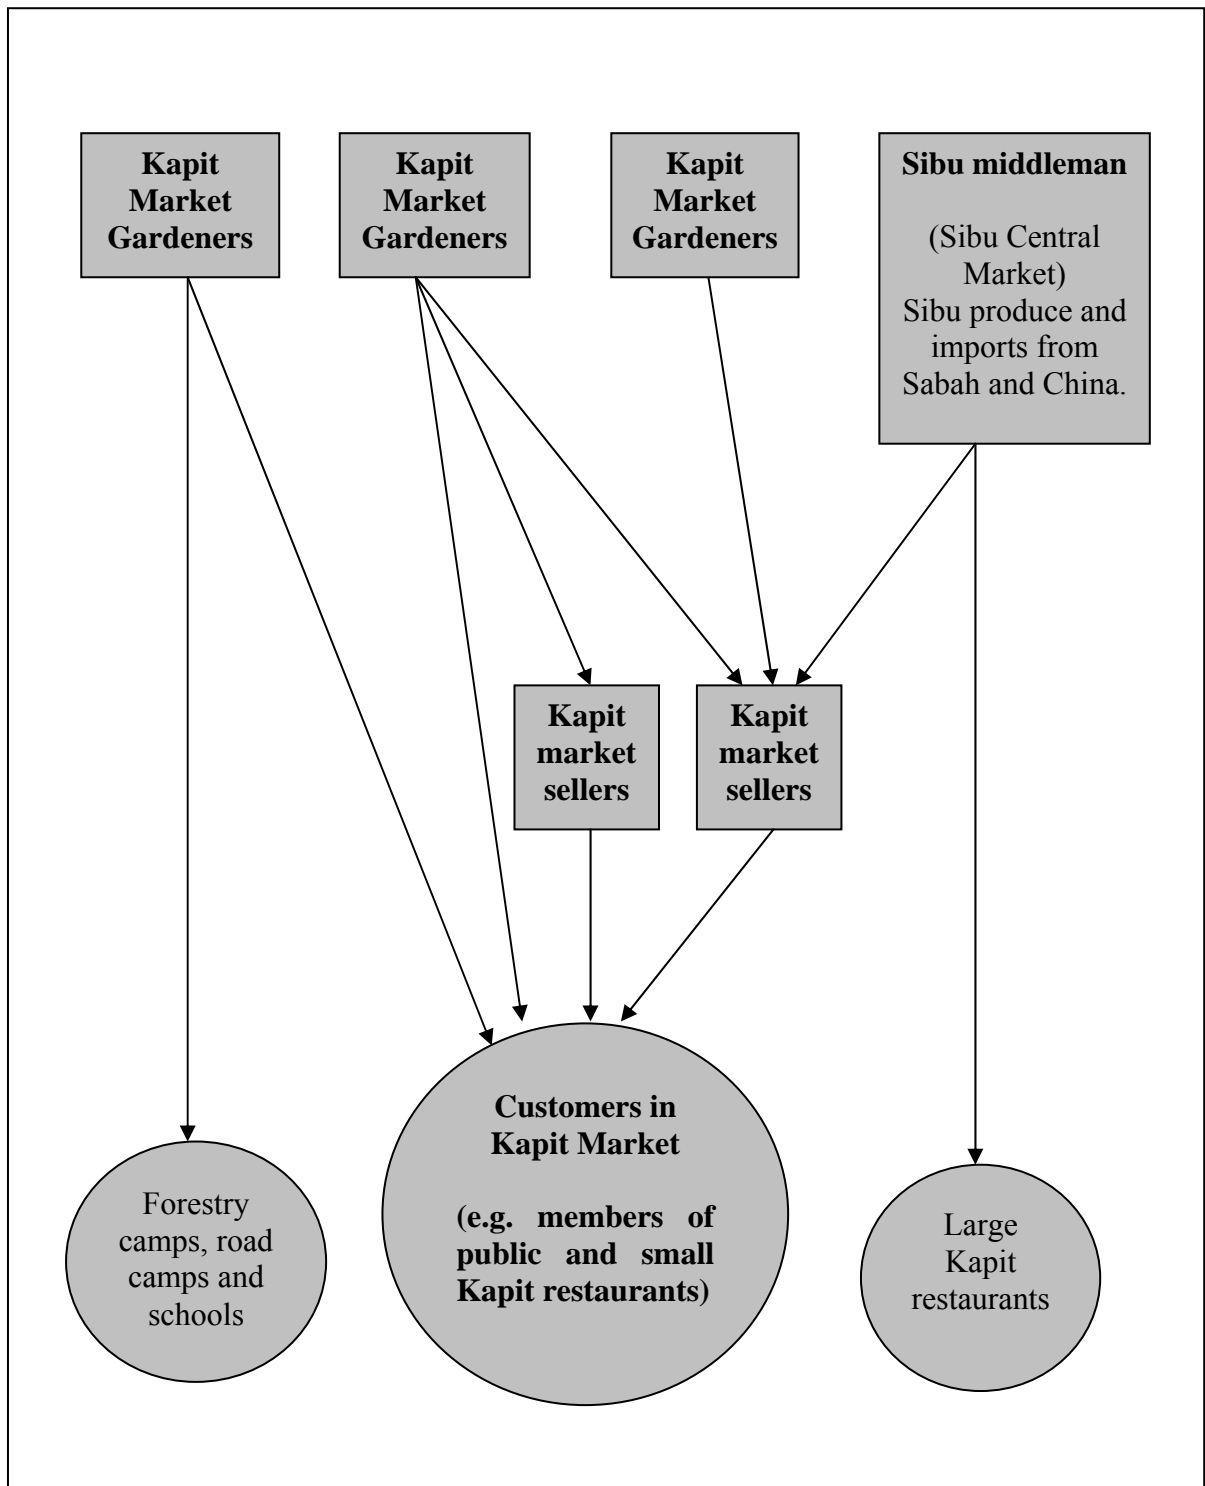 Kapit
Market
Gardeners
Kapit
Market
Gardeners
Kapit
Market
Gardeners
Sibu middleman
(Sibu Central
Market)
Sibu produce and
imports from
Sabah and China.
Kapit
market
sellers
Kapit
market
sellers
Forestry
camps, road
camps and
schools
Customers in
Kapit Market
(e.g. members of
public and small
Kapit restaurants)
Large
Kapit
restaurants